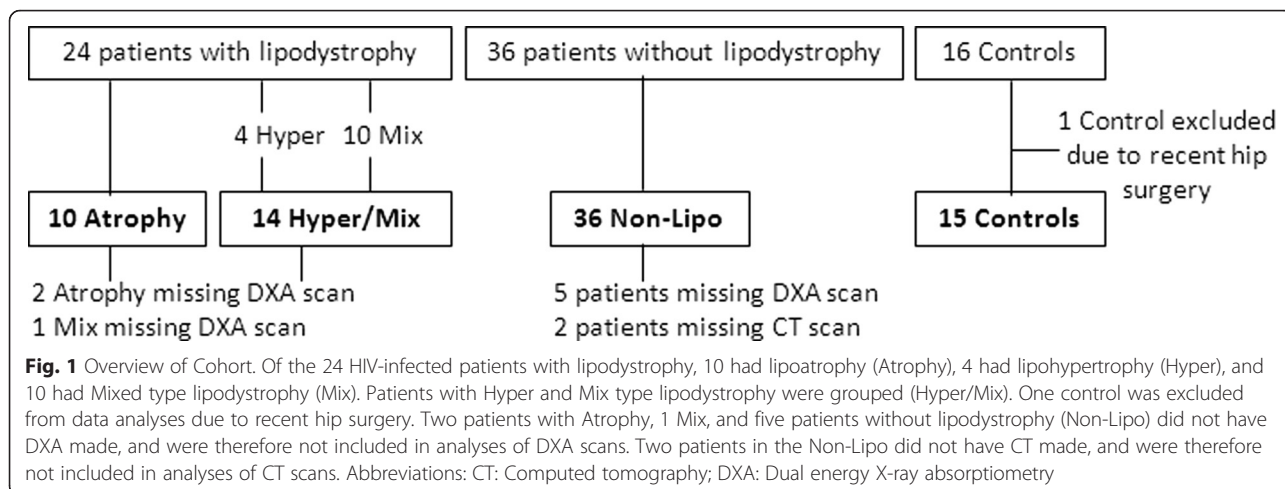 24 patients with lipodystrophy
36 patients without lipodystrophy
16 Controls
4 Hyper 10 Mix
1 Control excluded
due to recent hip
surgery
10 Atrophy
14 Hyper/Mix
36 Non-Lipo
15 Controls
2 Atrophy missing DXA scan
1 Mix missing DXA scan
5 patients missing DXA scan
2 patients missing CT scan
Fig. 1 Overview of Cohort. Of the 24 HIV-infected patients with lipodystrophy, 10 had lipoatrophy (Atrophy), 4 had lipohypertrophy (Hyper), and
10 had Mixed type lipodystrophy (Mix). Patients with Hyper and Mix type lipodystrophy were grouped (Hyper/Mix). One control was excluded
from data analyses due to recent hip surgery. Two patients with Atrophy, 1 Mix, and five patients without lipodystrophy (Non-Lipo) did not have
DXA made, and were therefore not included in analyses of DXA scans. Two patients in the Non-Lipo did not have CT made, and were therefore
not included in analyses of CT scans. Abbreviations: CT: Computed tomography; DXA: Dual energy X-ray absorptiometry